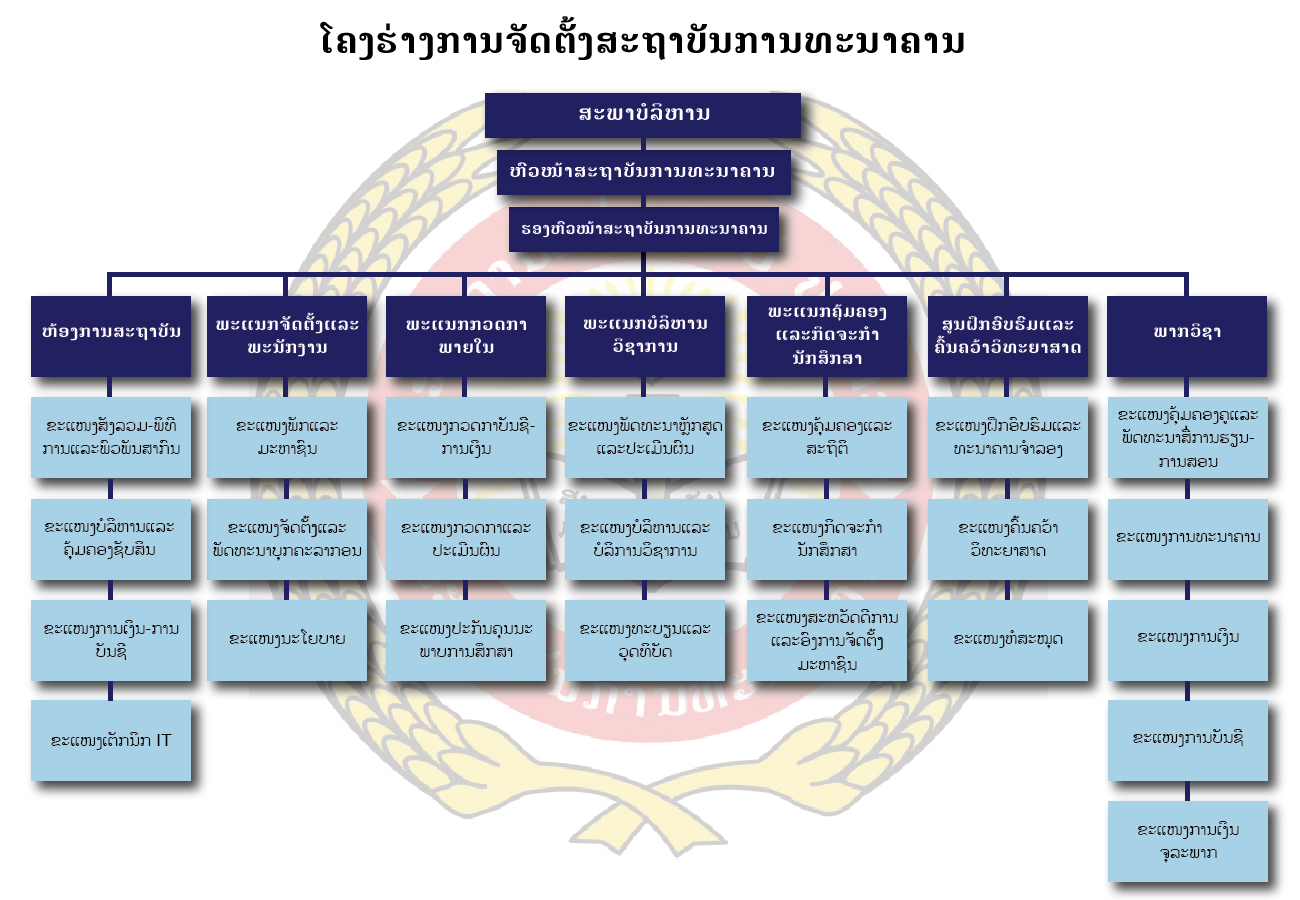 ໂຄງຮ່າງການຈັດຕັ້ງສະຖາບັນການທະນາຄານ
ສະພາບໍລິຫານ
ຫົວໜ້າສະຖາບັນການທະນາຄານ
ຮອງຫົວໜ້າສະຖາບັນການທະນາຄານ
ຫ້ອງການສະຖາບັນ
ຂະແໜງສັງລວມ-ພິທີ
ການແລະພົວພັນສາກົນ
ຂະແໜງບໍລິຫານແລະ
ຄຸ້ມຄອງຊັບສິນ
ຂະແໜງການເງິນ-ການ
ບັນຊີ
ຂະແໜງເຕັກນິກ IT
ພະແນກຈັດຕັ້ງແລະ
ພະນັກງານ
ຂະແໜງພັກແລະ
ມະຫາຊົນ
ຂະແໜງຈັດຕັ້ງແລະ
ພັດທະນາບຸກຄະລາກອນ
ຂະແໜງນະໂຍບາຍ
ພະແນກກວດກາ
ພາຍໃນ
ຂະແໜງກວດກາບັນຊີ-
ການເງິນ
ຂະແໜງກວດກາແລະ
ປະເມີນຜົນ
ຂະແໜງປະກັນຄຸນນະ
ພາບການສຶກສາ
ພະແນກບໍລິຫານ
ວິຊາການ
ຂະແໜງພັດທະນາຫຼັກສູດ
ແລະປະເມີນຜົນ
ຂະແໜງບໍລິຫານແລະ
ບໍລິການວິຊາການ
ຂະແໜງທະບຽນແລະ
ວຸດທິບັດ
ພະແນກຄຸ້ມຄອງ
ແລະກິດຈະກຳ
ນັກສຶກສາ
ຂະແໜງຄຸ້ມຄອງແລະ
ສະຖິຕິ
ຂະແໜງກິດຈະກຳ
ນັກສຶກສາ
ຂະແໜງສະຫວັດດີການ
ແລະອົງການຈັດຕັ້ງ
ມະຫາຊົນ
ສູນຝຶກອົບຮົມແລະ
ຄົ້ນຄວ້າວິທະຍາສາດ
ຂະແໜງຝຶກອົບຮົມແລະ
ທະນາຄານຈຳລອງ
ຂະແໜງຄົ້ນຄວ້າ
ວິທະຍາສາດ
ຂະແໜງຫໍສະໝຸດ
ພາກວິຊາ
ຂະແໜງຄຸ້ມຄອງຄູແລະ
ພັດທະນາສື່ການຮຽນ-
ການສອນ
ຂະແໜງການທະນາຄານ
ຂະແໜງການເງິນ
ຂະແໜງການບັນຊີ
ຂະແໜງການເງິນ
ຈຸລະພາກ